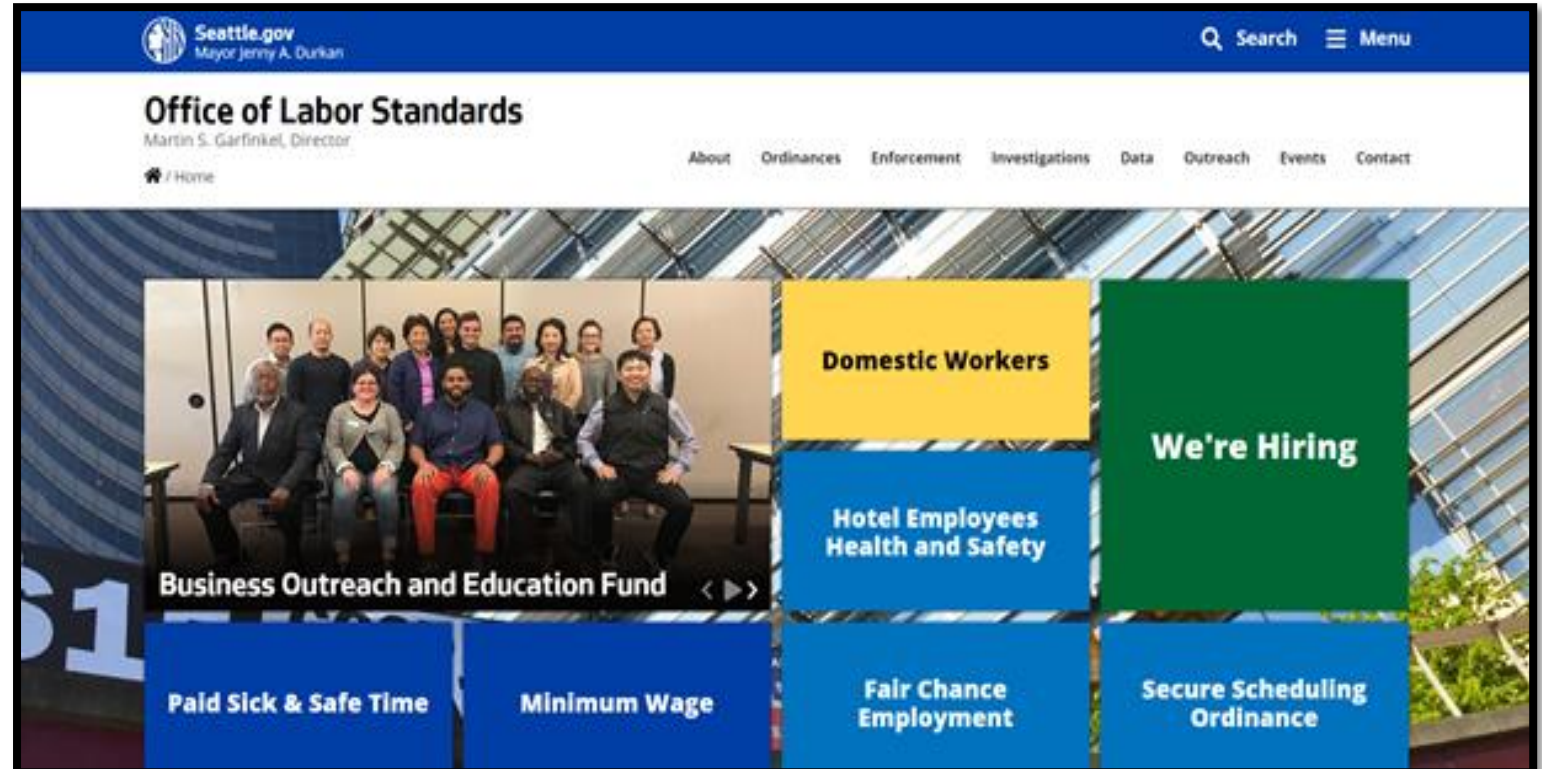 Seattle.gov
Mayor Jenny A. Durkan
Search
Menu
Office of Labor Standards
Martin S. Garfinkel, Director
/ Home
About
Ordinances
Enforcement
Investigations
Data
Outreach
Events
Contact
Domestic Workers
We're Hiring
Hotel Employees
Health and Safety
Business Outreach and Education Fund
Paid Sick & Safe Time
Minimum Wage
Fair Chance
Employment
Secure Scheduling
Ordinance